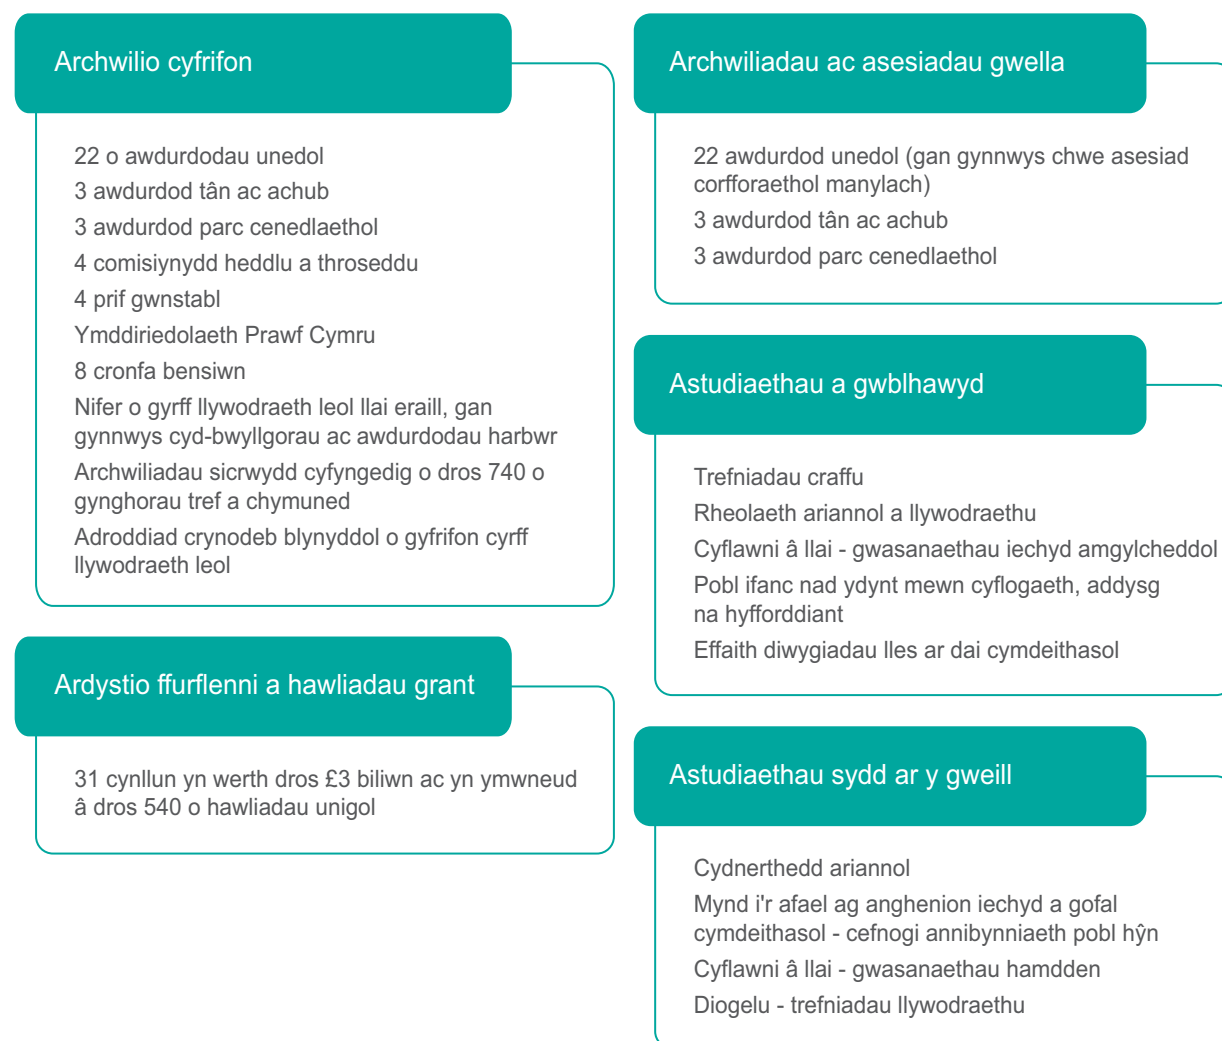 Archwilio cyfrifon
22 o awdurdodau unedol
3 awdurdod tân ac achub
3 awdurdod parc cenedlaethol
4 comisiynydd heddlu a throseddu
4 prif gwnstabl
Ymddiriedolaeth Prawf Cymru
8 cronfa bensiwn
Nifer o gyrff llywodraeth leol llai eraill, gan
gynnwys cyd-bwyllgorau ac awdurdodau harbwr
Archwiliadau sicrwydd cyfyngedig o dros 740 o
gynghorau tref a chymuned
Adroddiad crynodeb blynyddol o gyfrifon cyrff
llywodraeth leol
Ardystio ffurflenni a hawliadau grant
31 cynllun yn werth dros £3 biliwn ac yn ymwneud
â dros 540 o hawliadau unigol
Archwiliadau ac asesiadau gwella
22 awdurdod unedol (gan gynnwys chwe asesiad
corfforaethol manylach)
3 awdurdod tân ac achub
3 awdurdod parc cenedlaethol
Astudiaethau a gwblhawyd
Trefniadau craffu
Rheolaeth ariannol a llywodraethu
Cyflawni â llai - gwasanaethau iechyd amgylcheddol
Pobl ifanc nad ydynt mewn cyflogaeth, addysg
na hyfforddiant
Effaith diwygiadau lles ar dai cymdeithasol
Astudiaethau sydd ar y gweill
Cydnerthedd ariannol
Mynd i'r afael ag anghenion iechyd a gofal
cymdeithasol - cefnogi annibynniaeth pobl hŷn
Cyflawni â llai - gwasanaethau hamdden
Diogelu - trefniadau llywodraethu